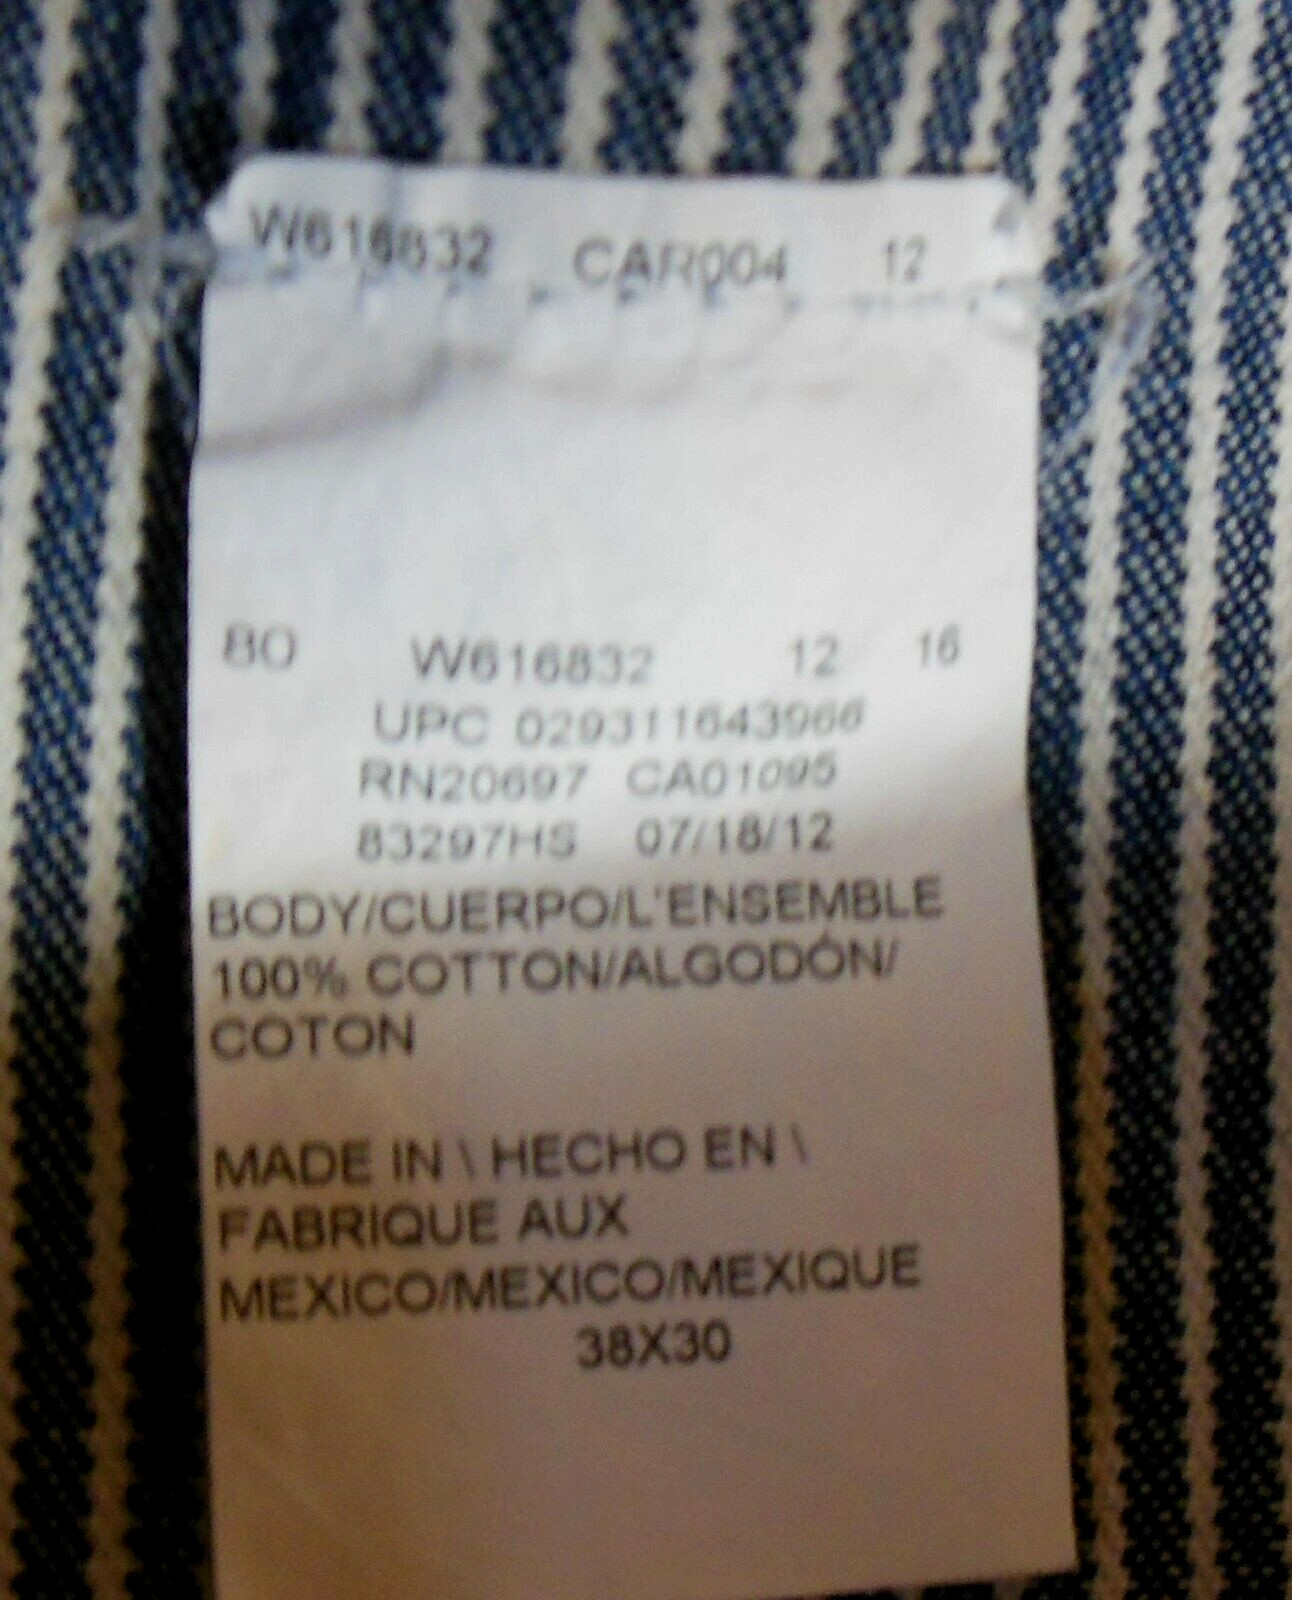 W616832 CAR004 12
80 W616832 12 16
UPC 029311643966
RN20697 CA01095
83297HS 07/18/12
BODY/CUERPO/L'ENSEMBLE
100% COTTON/ALGODÓN/
COTON
MADE IN \ HECHO EN \
FABRIQUE AUX
MEXICO/MEXICO/MEXIQUE
38X30